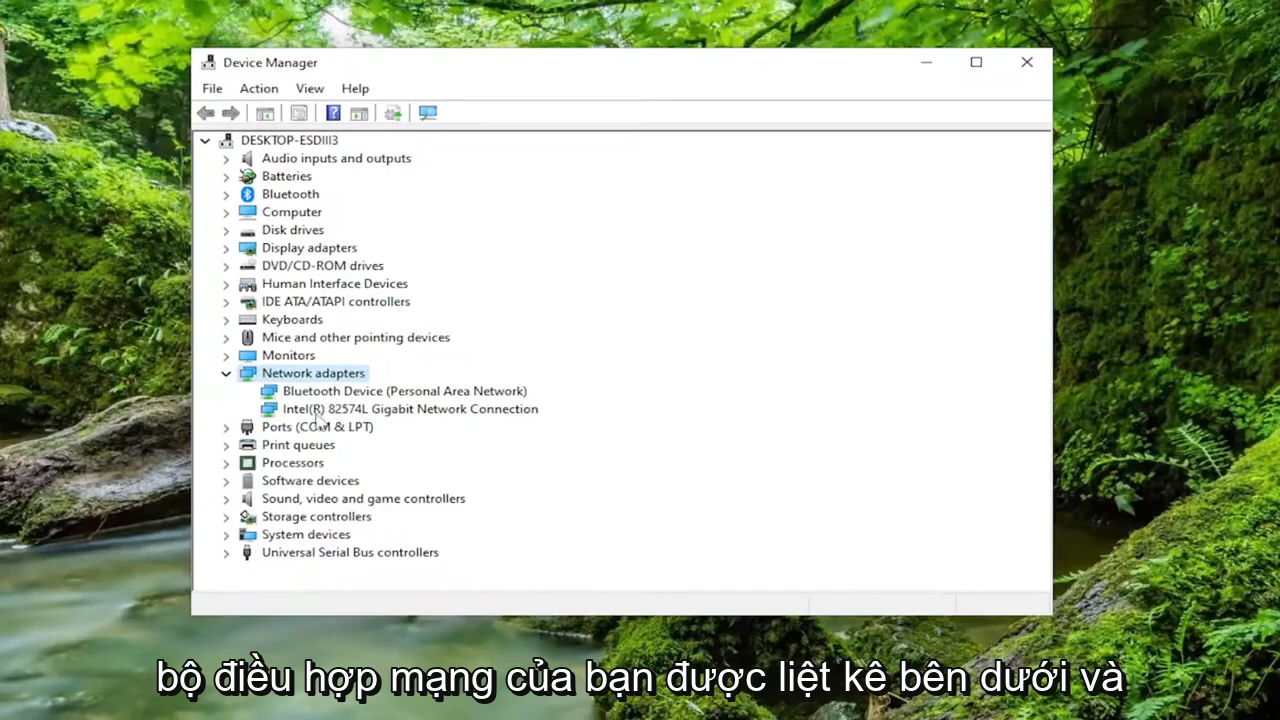 Device Manager
File Action View Help
DESKTOP-ESDIII3
Audio inputs and outputs
Batteries
Bluetooth
Computer
Disk drives
Display adapters
DVD/CD-ROM drives
Human Interface Devices
IDE ATA/ATAPI controllers
Keyboards
Mice and other pointing devices
Monitors
Network adapters
Bluetooth Device (Personal Area Network)
Intel(R) 82574L Gigabit Network Connection
Ports (COM & LPT)
Print queues
Processors
Software devices
Sound, video and game controllers
Storage controllers
System devices
Universal Serial Bus controllers
bộ điều hợp mạng của bạn được liệt kê bên dưới và